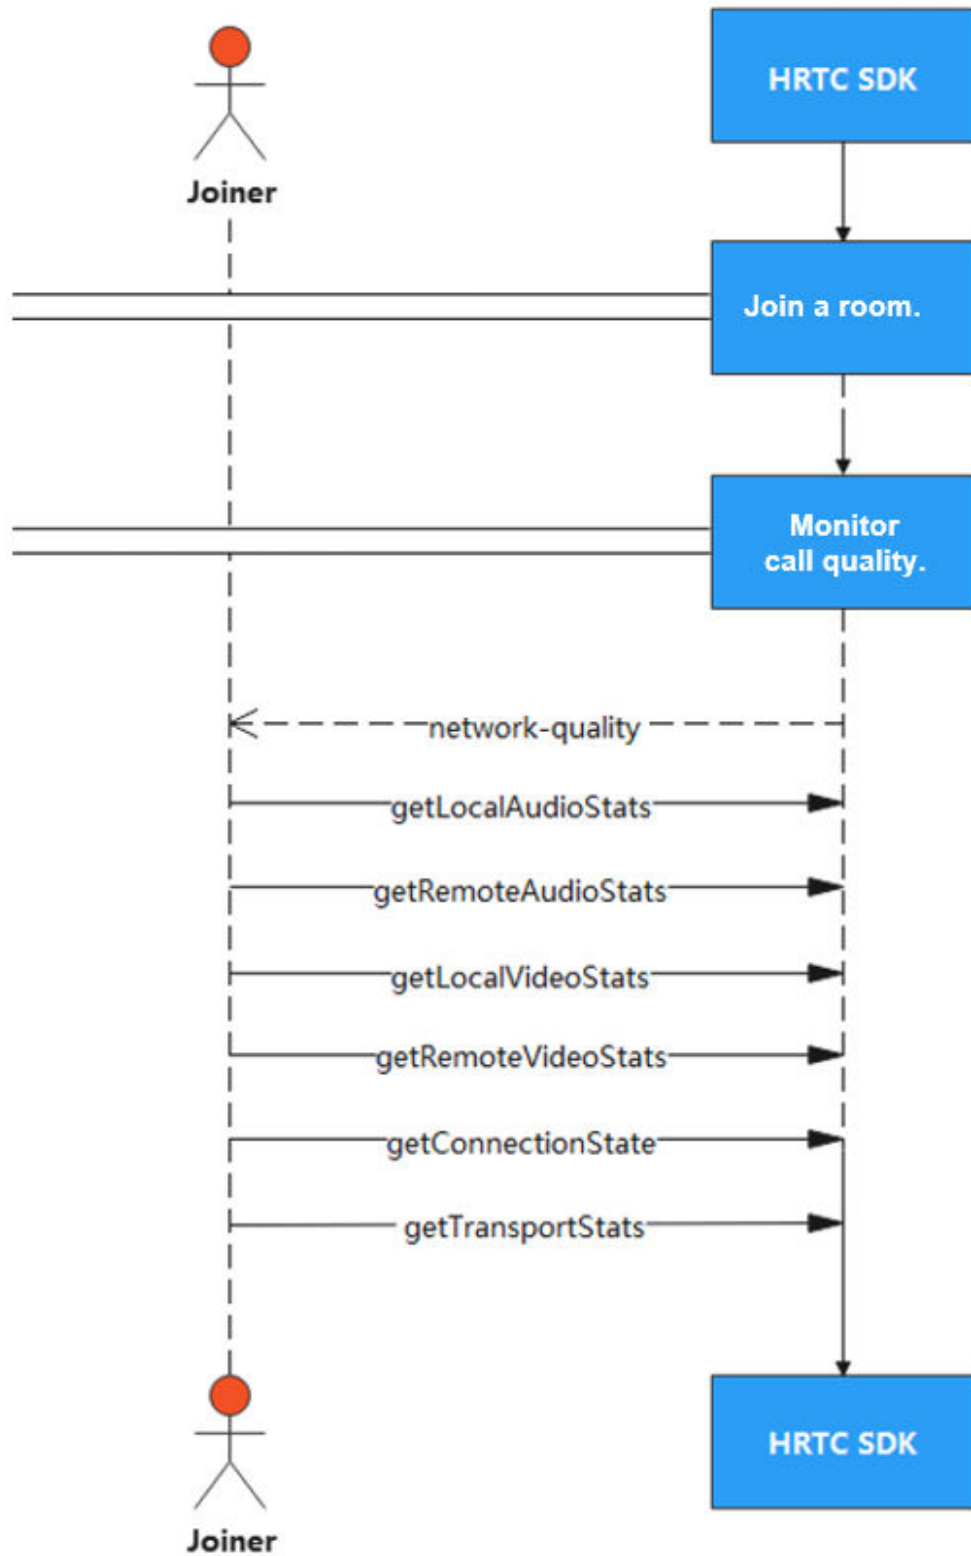 HRTC SDK
Joiner
Join a room.
Monitor
call quality.
network-quality
getLocalAudioStats
getRemoteAudioStats
getLocalVideoStats
getRemoteVideoStats
getConnectionState
getTransportStats
HRTC SDK
Joiner